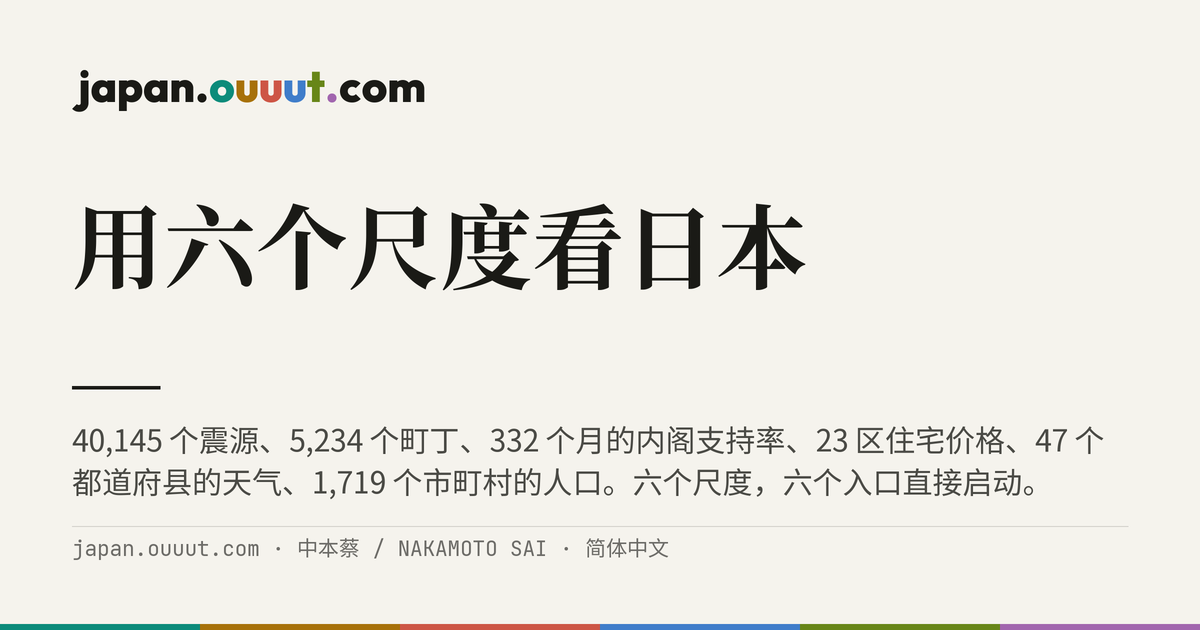 japan.ouuut.com
用六个尺度看日本
40,145 个震源、5,234 个町丁、332 个月的内阁支持率、23 区住宅价格、47 个
都道府县的天气、1,719 个市町村的人口。六个尺度，六个入口直接启动。
japan.ouuut.com · 中本蔡 / NAKAMOTO SAI · 简体中文